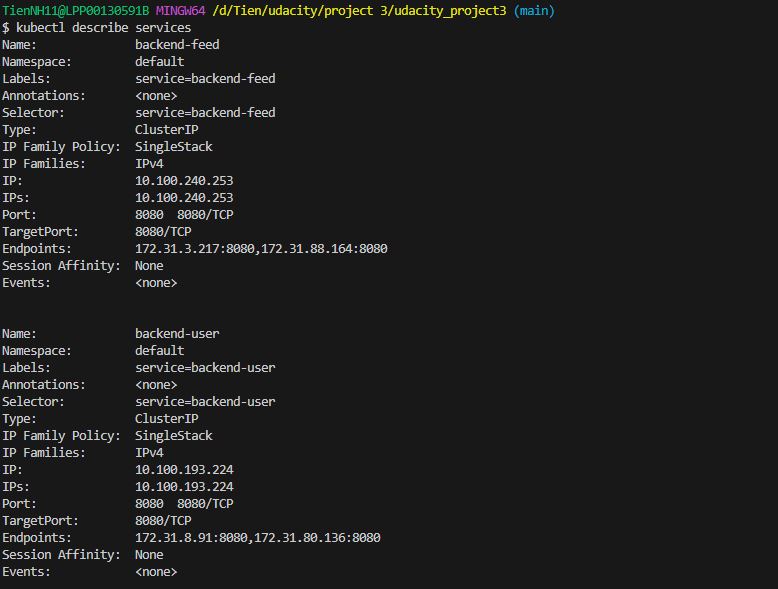 TienNH11@LPP00130591B MINGW64 /d/Tien/udacity/project 3/udacity_project3 (main)
$ kubectl describe services
Name:              backend-feed
Namespace:         default
Labels:            service=backend-feed
Annotations:       <none>
Selector:          service=backend-feed
Type:              ClusterIP
IP Family Policy:  SingleStack
IP Families:       IPv4
IP:                10.100.240.253
IPs:               10.100.240.253
Port:              8080  8080/TCP
TargetPort:        8080/TCP
Endpoints:         172.31.3.217:8080,172.31.88.164:8080
Session Affinity:  None
Events:            <none>
Name:              backend-user
Namespace:         default
Labels:            service=backend-user
Annotations:       <none>
Selector:          service=backend-user
Type:              ClusterIP
IP Family Policy:  SingleStack
IP Families:       IPv4
IP:                10.100.193.224
IPs:               10.100.193.224
Port:              8080  8080/TCP
TargetPort:        8080/TCP
Endpoints:         172.31.8.91:8080,172.31.80.136:8080
Session Affinity:  None
Events:            <none>